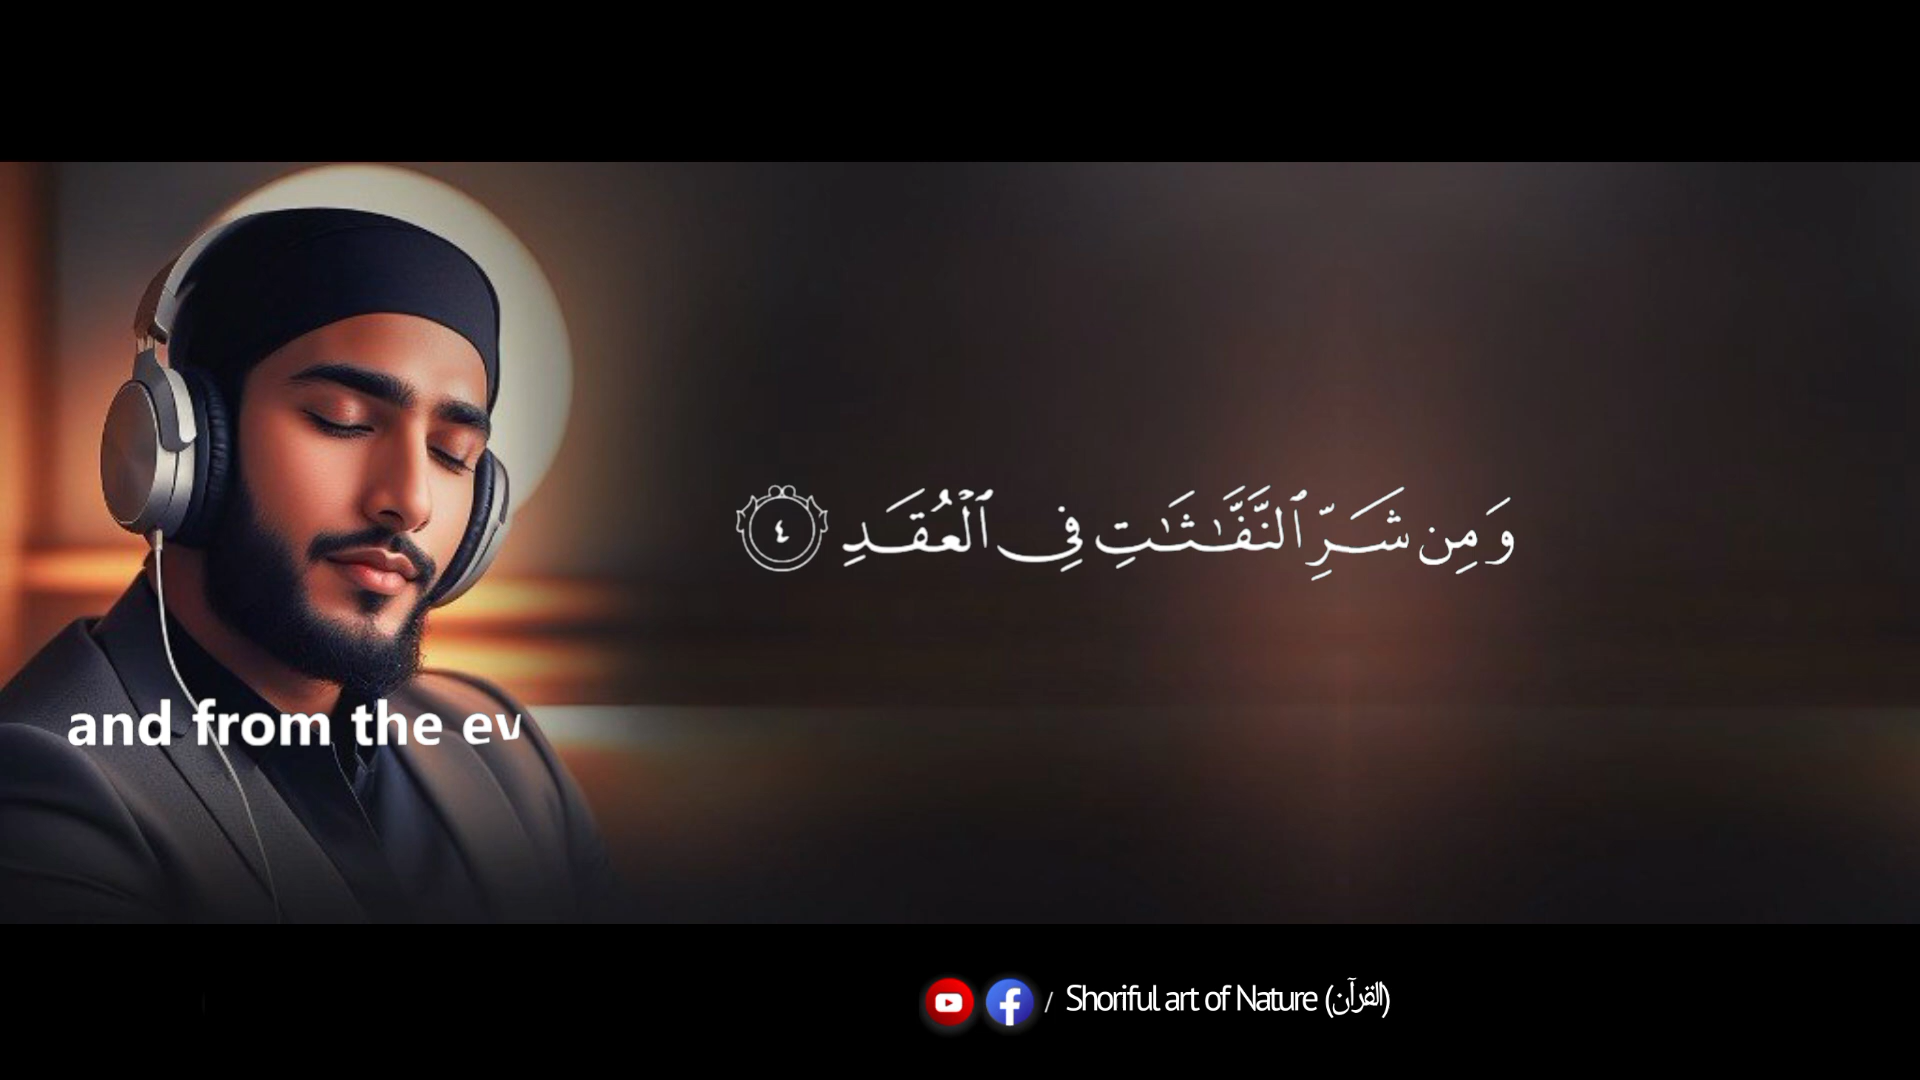 وَمِن شَرِّ ٱلنَّفَّـٰثَـٰتِ فِى ٱلْعُقَدِ ٤
and from the ev
/ Shoriful art of Nature (القرآن)